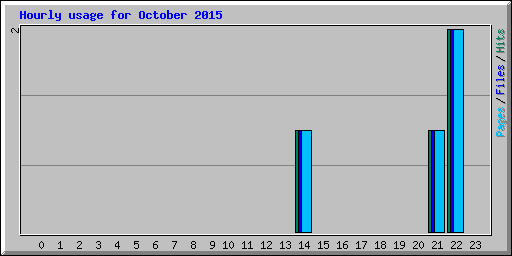 Hourly usage for October 2015
2
Pages/Files/Hits
0 1 2 3 4 5 6 7 8 9 10 11 12 13 14 15 16 17 18 19 20 21 22 23